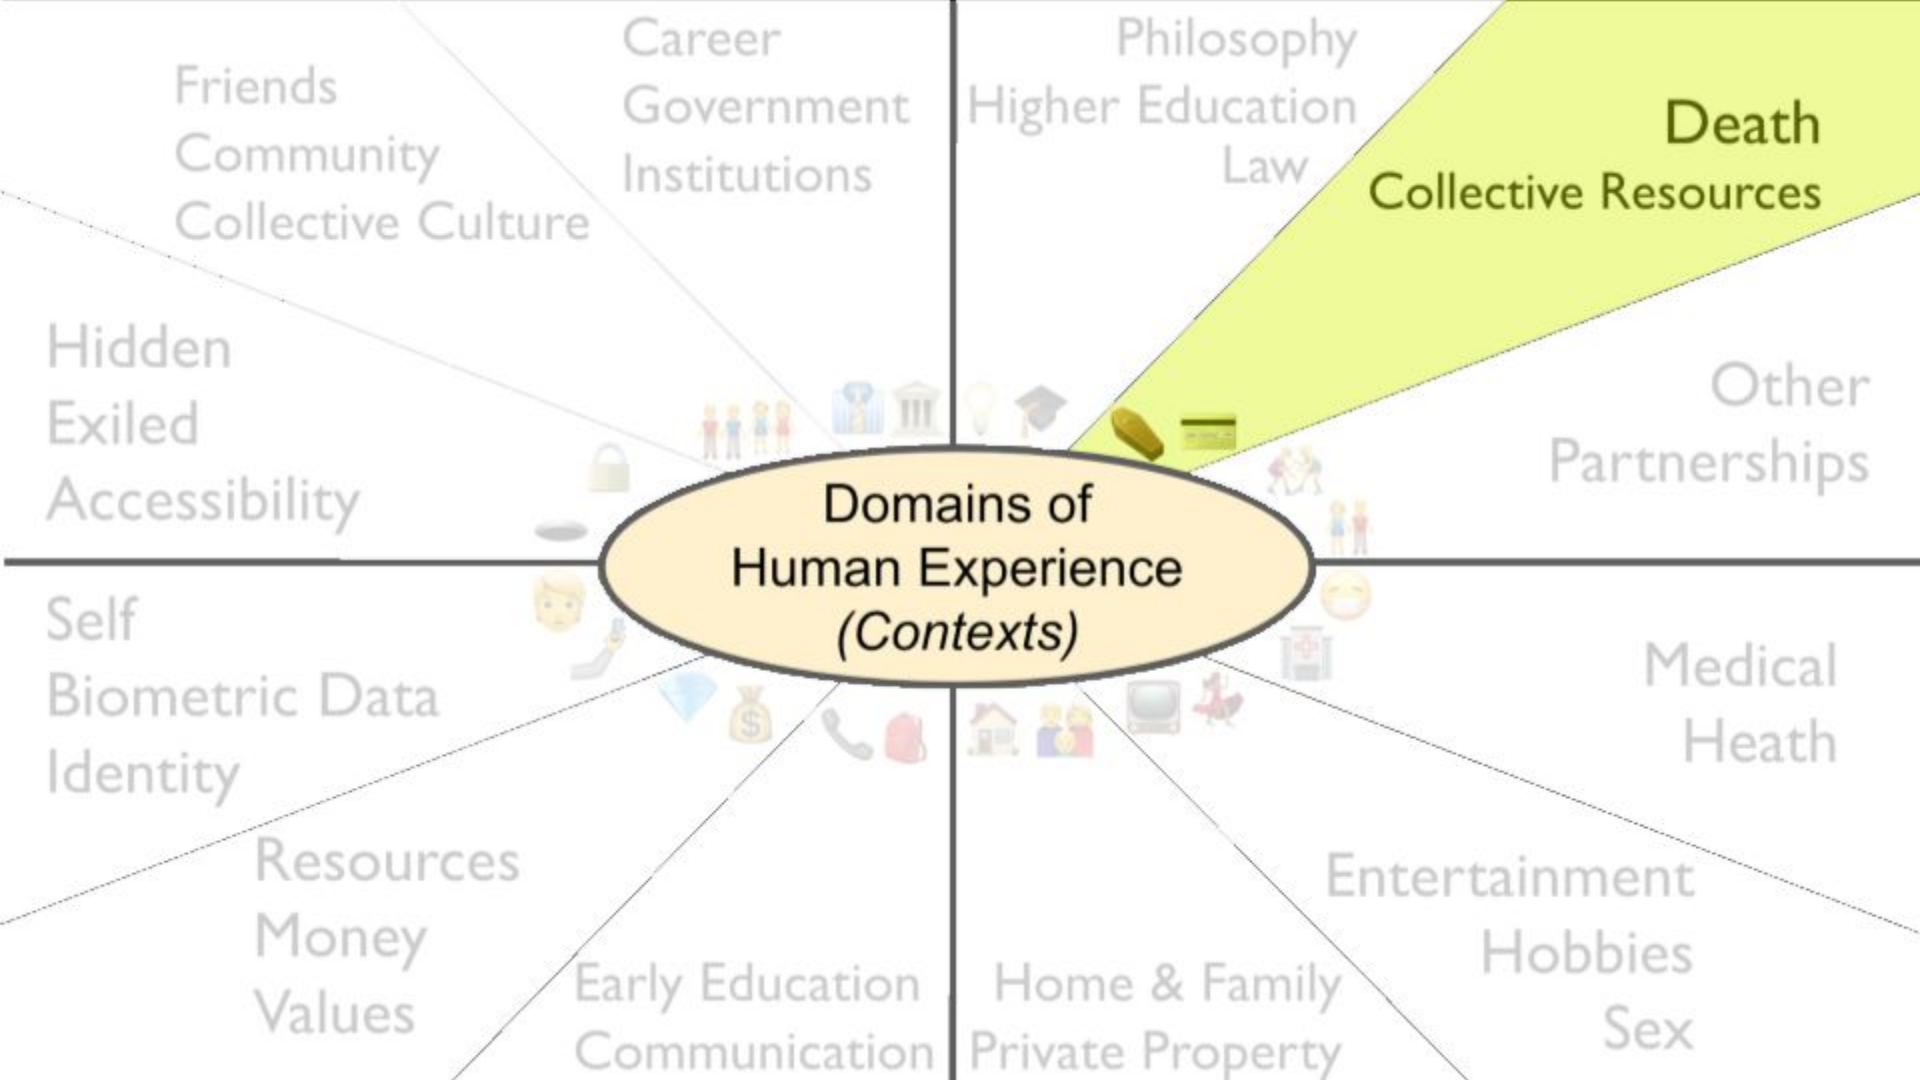 Friends
Community
Collective Culture
Career
Government
Institutions
Philosophy
Higher Education
Law
Death
Collective Resources
Hidden
Exiled
Accessibility
Other
Partnerships
Domains of
Human Experience
(Contexts)
Self
Biometric Data
Identity
Medical
Heath
Resources
Money
Values
Early Education
Communication
Home & Family
Private Property
Entertainment
Hobbies
Sex